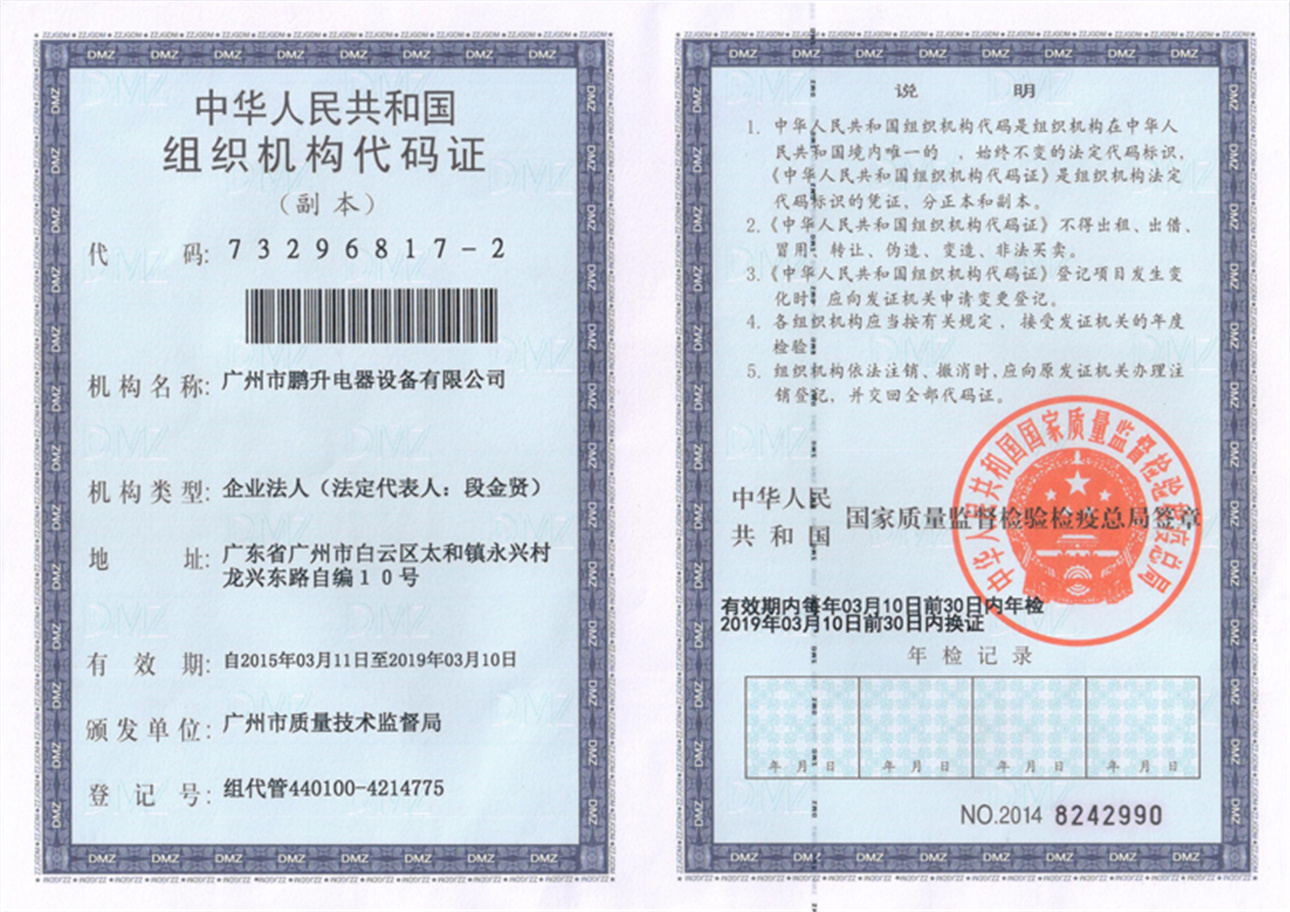 中华人民共和国
组织机构代码证
（副本）
代 码: 73296817-2
机构名称: 广州市鹏升电器设备有限公司
机构类型: 企业法人（法定代表人：段金贤）
地 址: 广东省广州市白云区太和镇永兴村
龙兴东路自编10号
有 效 期: 自2015年03月11日至2019年03月10日
颁发单位: 广州市质量技术监督局
登 记 号: 组代管440100-4214775
说 明
1. 中华人民共和国组织机构代码是组织机构在中华人
民共和国境内唯一的 ，始终不变的法定代码标识，
《中华人民共和国组织机构代码证》是组织机构法定
代码标识的凭证，分正本和副本。
2.《中华人民共和国组织机构代码证》不得出租、出借、
冒用、转让、伪造、变造、非法买卖。
3.《中华人民共和国组织机构代码证》登记项目发生变
化时，应向发证机关申请变更登记。
4. 各组织机构应当按有关规定，接受发证机关的年度
检验。
5. 组织机构依法注销、撤消时,应向原发证机关办理注
销登记，并交回全部代码证。
中华人民
共和国
国家质量监督检验检疫总局签章
中华人民共和国国家质量监督检验检疫总局
有效期内每年03月10日前30日内年检
2019年03月10日前30日内换证
年检记录
年 月 日 年 月 日 年 月 日 年 月 日
NO.2014 8242990